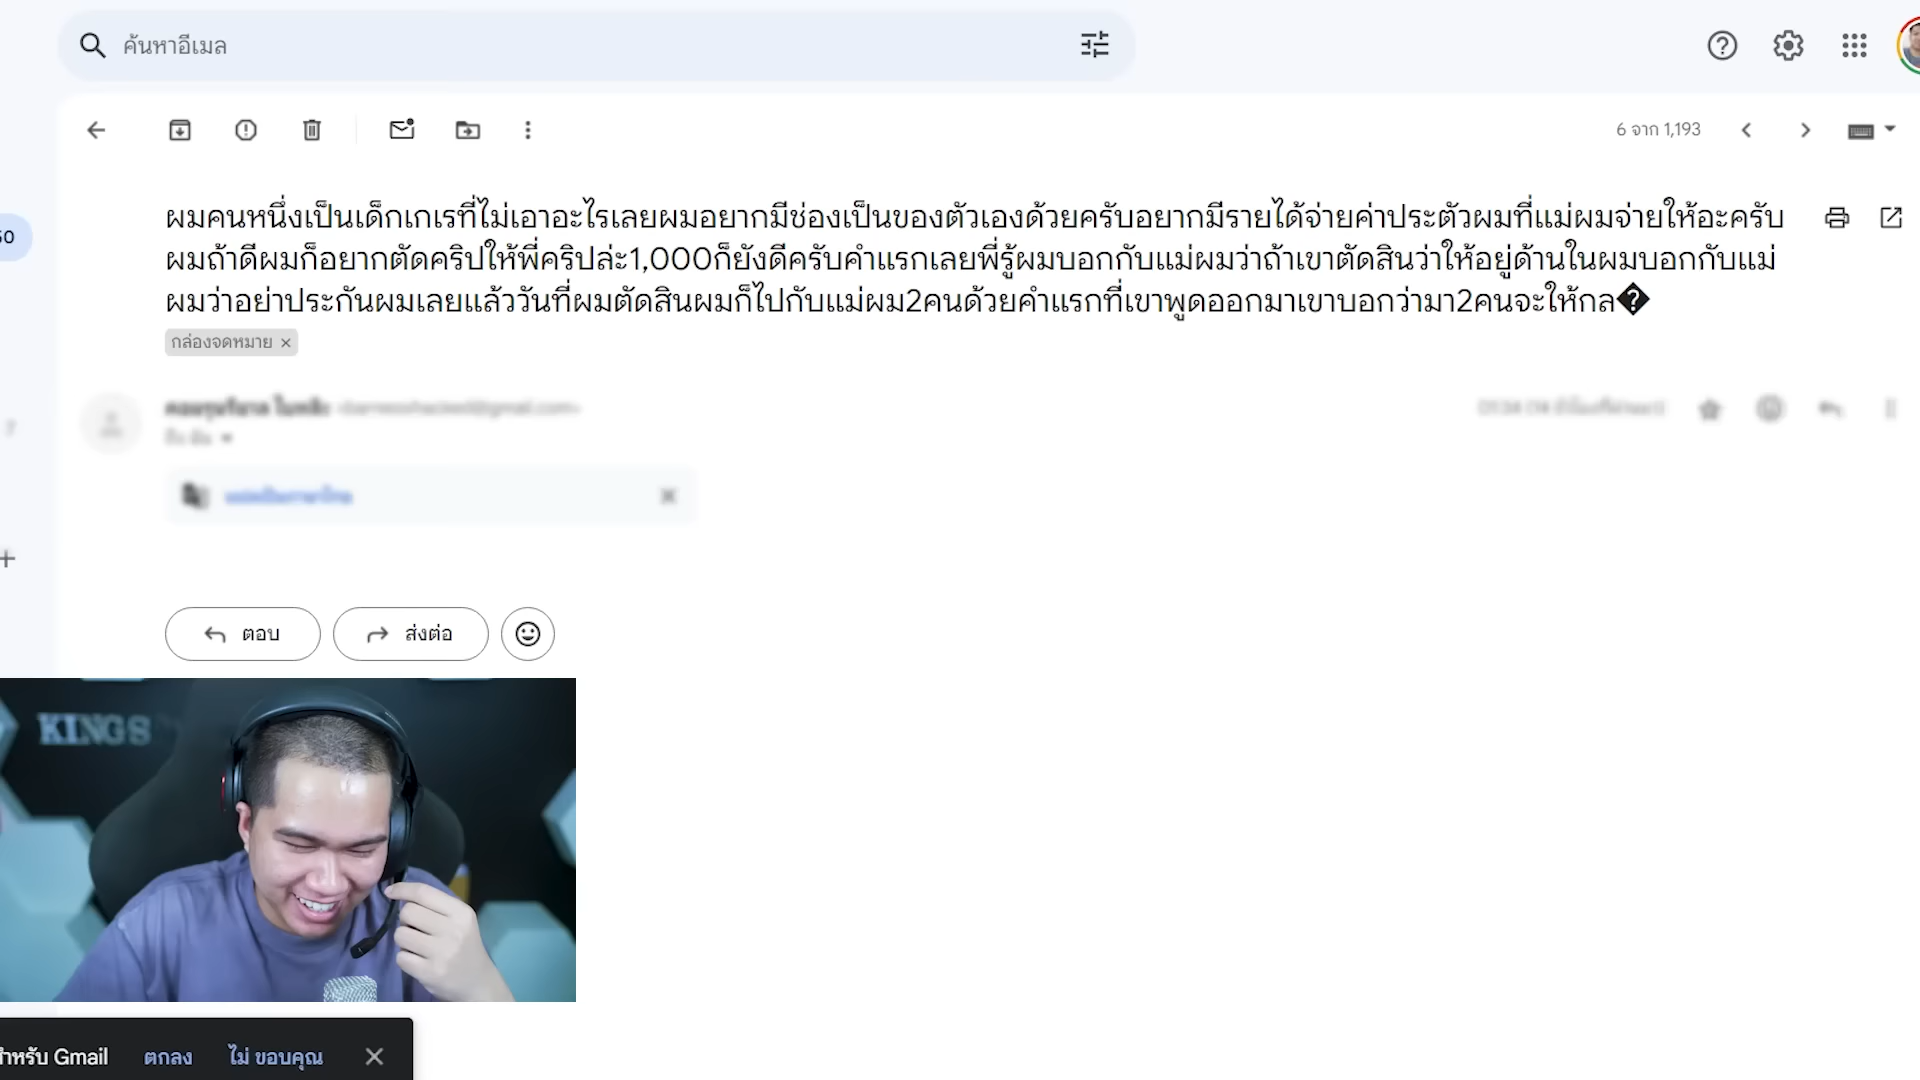 ค้นหาอีเมล
6 จาก 1,193
50
ผมคนหนึ่งเป็นเด็กเกเรที่ไม่เอาอะไรเลยผมอยากมีช่องเป็นของตัวเองด้วยครับอยากมีรายได้จ่ายค่าประตัวผมที่แม่ผมจ่ายให้อะครับ
ผมถ้าดีผมก็อยากตัดคริปให้พี่คริปล่ะ1,000ก็ยังดีครับคำแรกเลยพี่รู้ผมบอกกับแม่ผมว่าถ้าเขาตัดสินว่าให้อยู่ด้านในผมบอกกับแม่
ผมว่าอย่าประกันผมเลยแล้ววันที่ผมตัดสินผมก็ไปกับแม่ผม2คนด้วยคำแรกที่เขาพูดออกมาเขาบอกว่ามา2คนจะให้กล�
กล่องจดหมาย ×
ตอบ
ส่งต่อ
KINGS
ำหรับ Gmail ตกลง ไม่ ขอบคุณ